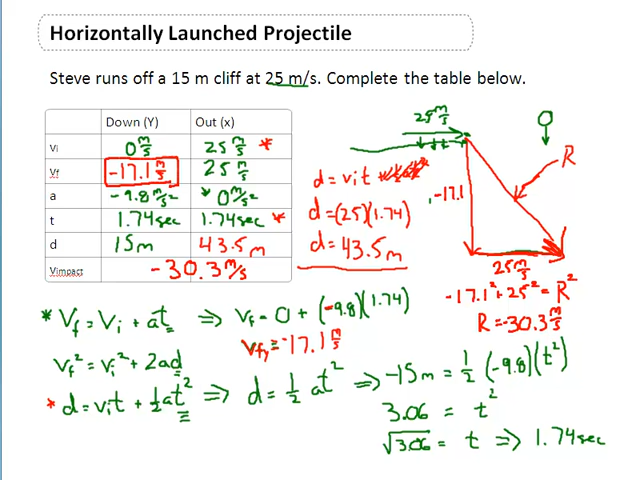 Horizontally Launched Projectile
Steve runs off a 15 m cliff at 25 m/s. Complete the table below.
Down (Y) Out (x)
Vi 0 m/s 25 m/s *
Vf -17.1 m/s 25 m/s
a -9.8 m/s² * 0 m/s²
t 1.74 sec 1.74 sec *
d 15m 43.5 m
Vimpact -30.3 m/s
25 m/s
R
-17.1
25 m/s
d = vit
d = (25)(1.74)
d = 43.5 m
-17.1² + 25² = R²
R = -30.3 m/s
* Vf = Vi + at => Vf = 0 + (-9.8)(1.74)
Vfy = -17.1 m/s
Vf² = Vi² + 2ad
* d = vit + ½at² => d = ½ at² => -15m = ½ (-9.8)(t²)
3.06 = t²
√3.06 = t => 1.74 sec